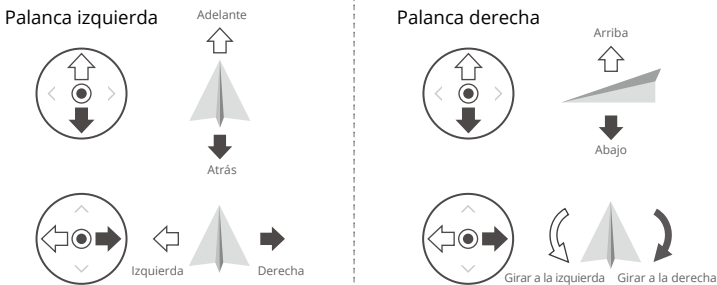 Palanca izquierda
Adelante
Atrás
Izquierda
Derecha
Palanca derecha
Arriba
Abajo
Girar a la izquierda
Girar a la derecha